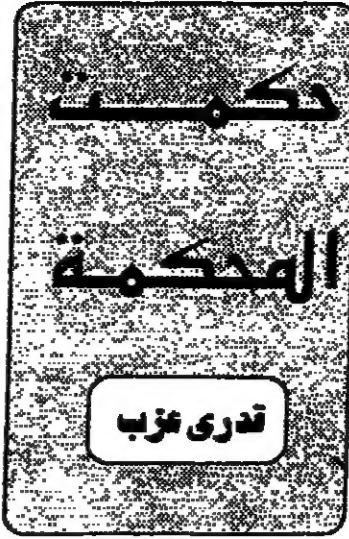 حكمت
المحكمة
قدرى عزب